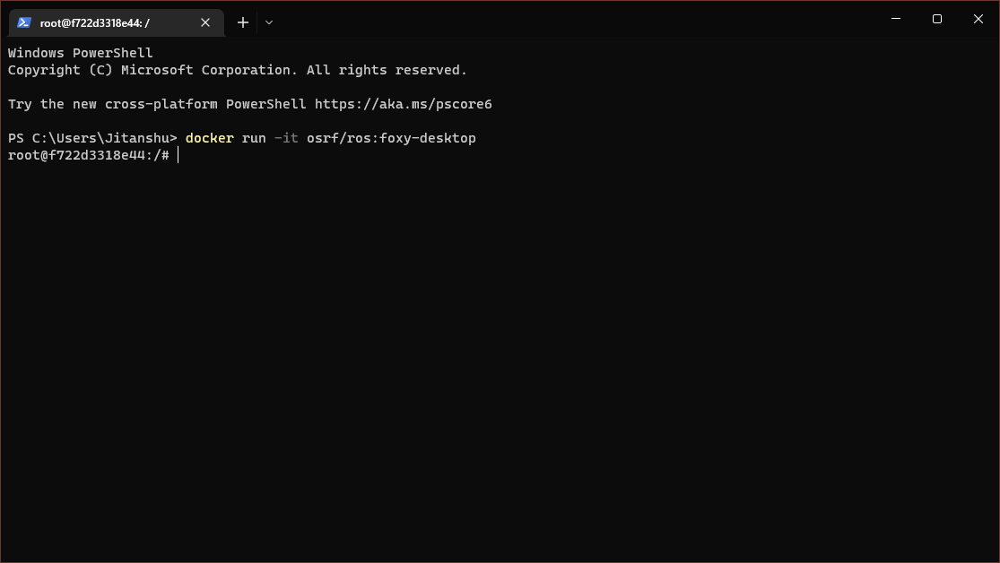 root@f722d3318e44: /
Windows PowerShell
Copyright (C) Microsoft Corporation. All rights reserved.
Try the new cross-platform PowerShell https://aka.ms/pscore6
PS C:\Users\Jitanshu> docker run -it osrf/ros:foxy-desktop
root@f722d3318e44:/#